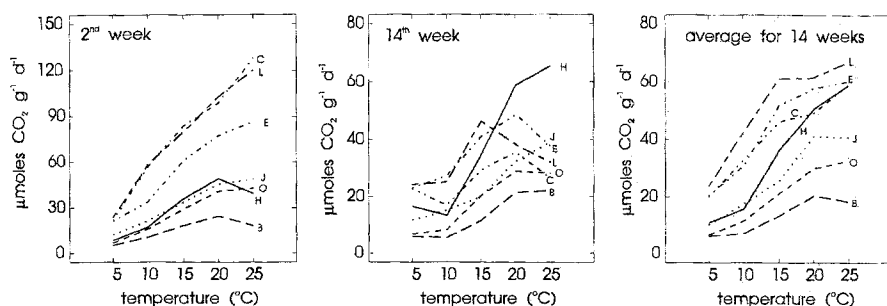 2nd week
150
120
90
60
30
0
μmoles CO2 g-1 d-1
C
L
E
J
O
H
B
5 10 15 20 25
temperature (°C)
14th week
80
60
40
20
0
μmoles CO2 g-1 d-1
H
J
E
L
O
C
B
5 10 15 20 25
temperature (°C)
average for 14 weeks
80
60
40
20
0
μmoles CO2 g-1 d-1
L
E
C
H
J
O
B
5 10 15 20 25
temperature (°C)